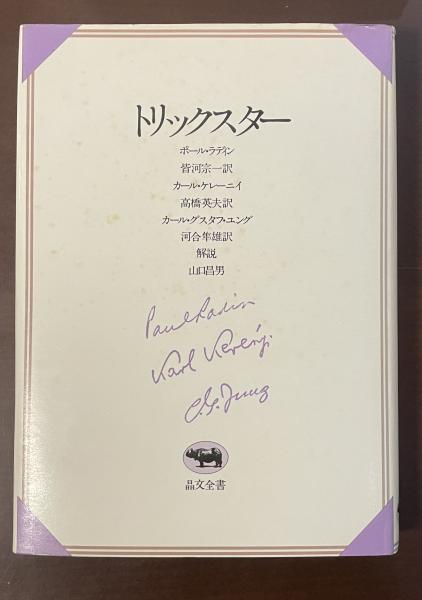 トリックスター
ポール・ラディン
皆河宗一訳
カール・ケレーニイ
高橋英夫訳
カール・グスタフ・ユング
河合隼雄訳
解説
山口昌男
Paul Radin
Karl Kerényi
C. G. Jung
晶文全書